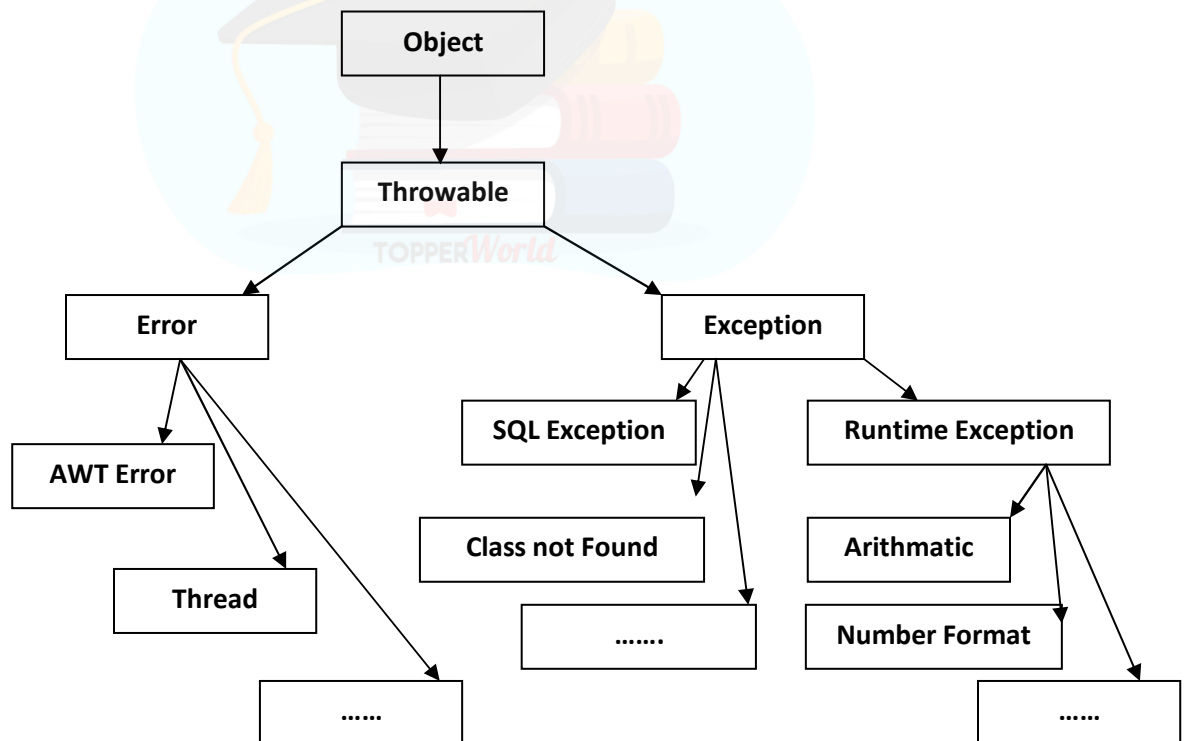 Object
Throwable
TOPPERWorld
Error
Exception
SQL Exception
Runtime Exception
AWT Error
Class not Found
Arithmatic
Thread
…….
Number Format
……
……